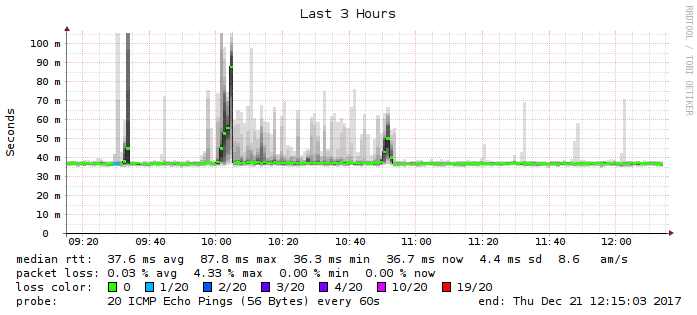 Last 3 Hours
RRDTOOL / TOBI OETIKER
Seconds
100 m
90 m
80 m
70 m
60 m
50 m
40 m
30 m
20 m
10 m
0
09:20 09:40 10:00 10:20 10:40 11:00 11:20 11:40 12:00
median rtt: 37.6 ms avg 87.8 ms max 36.3 ms min 36.7 ms now 4.4 ms sd 8.6 am/s
packet loss: 0.03 % avg 4.33 % max 0.00 % min 0.00 % now
loss color: 0 1/20 2/20 3/20 4/20 10/20 19/20
probe: 20 ICMP Echo Pings (56 Bytes) every 60s end: Thu Dec 21 12:15:03 2017